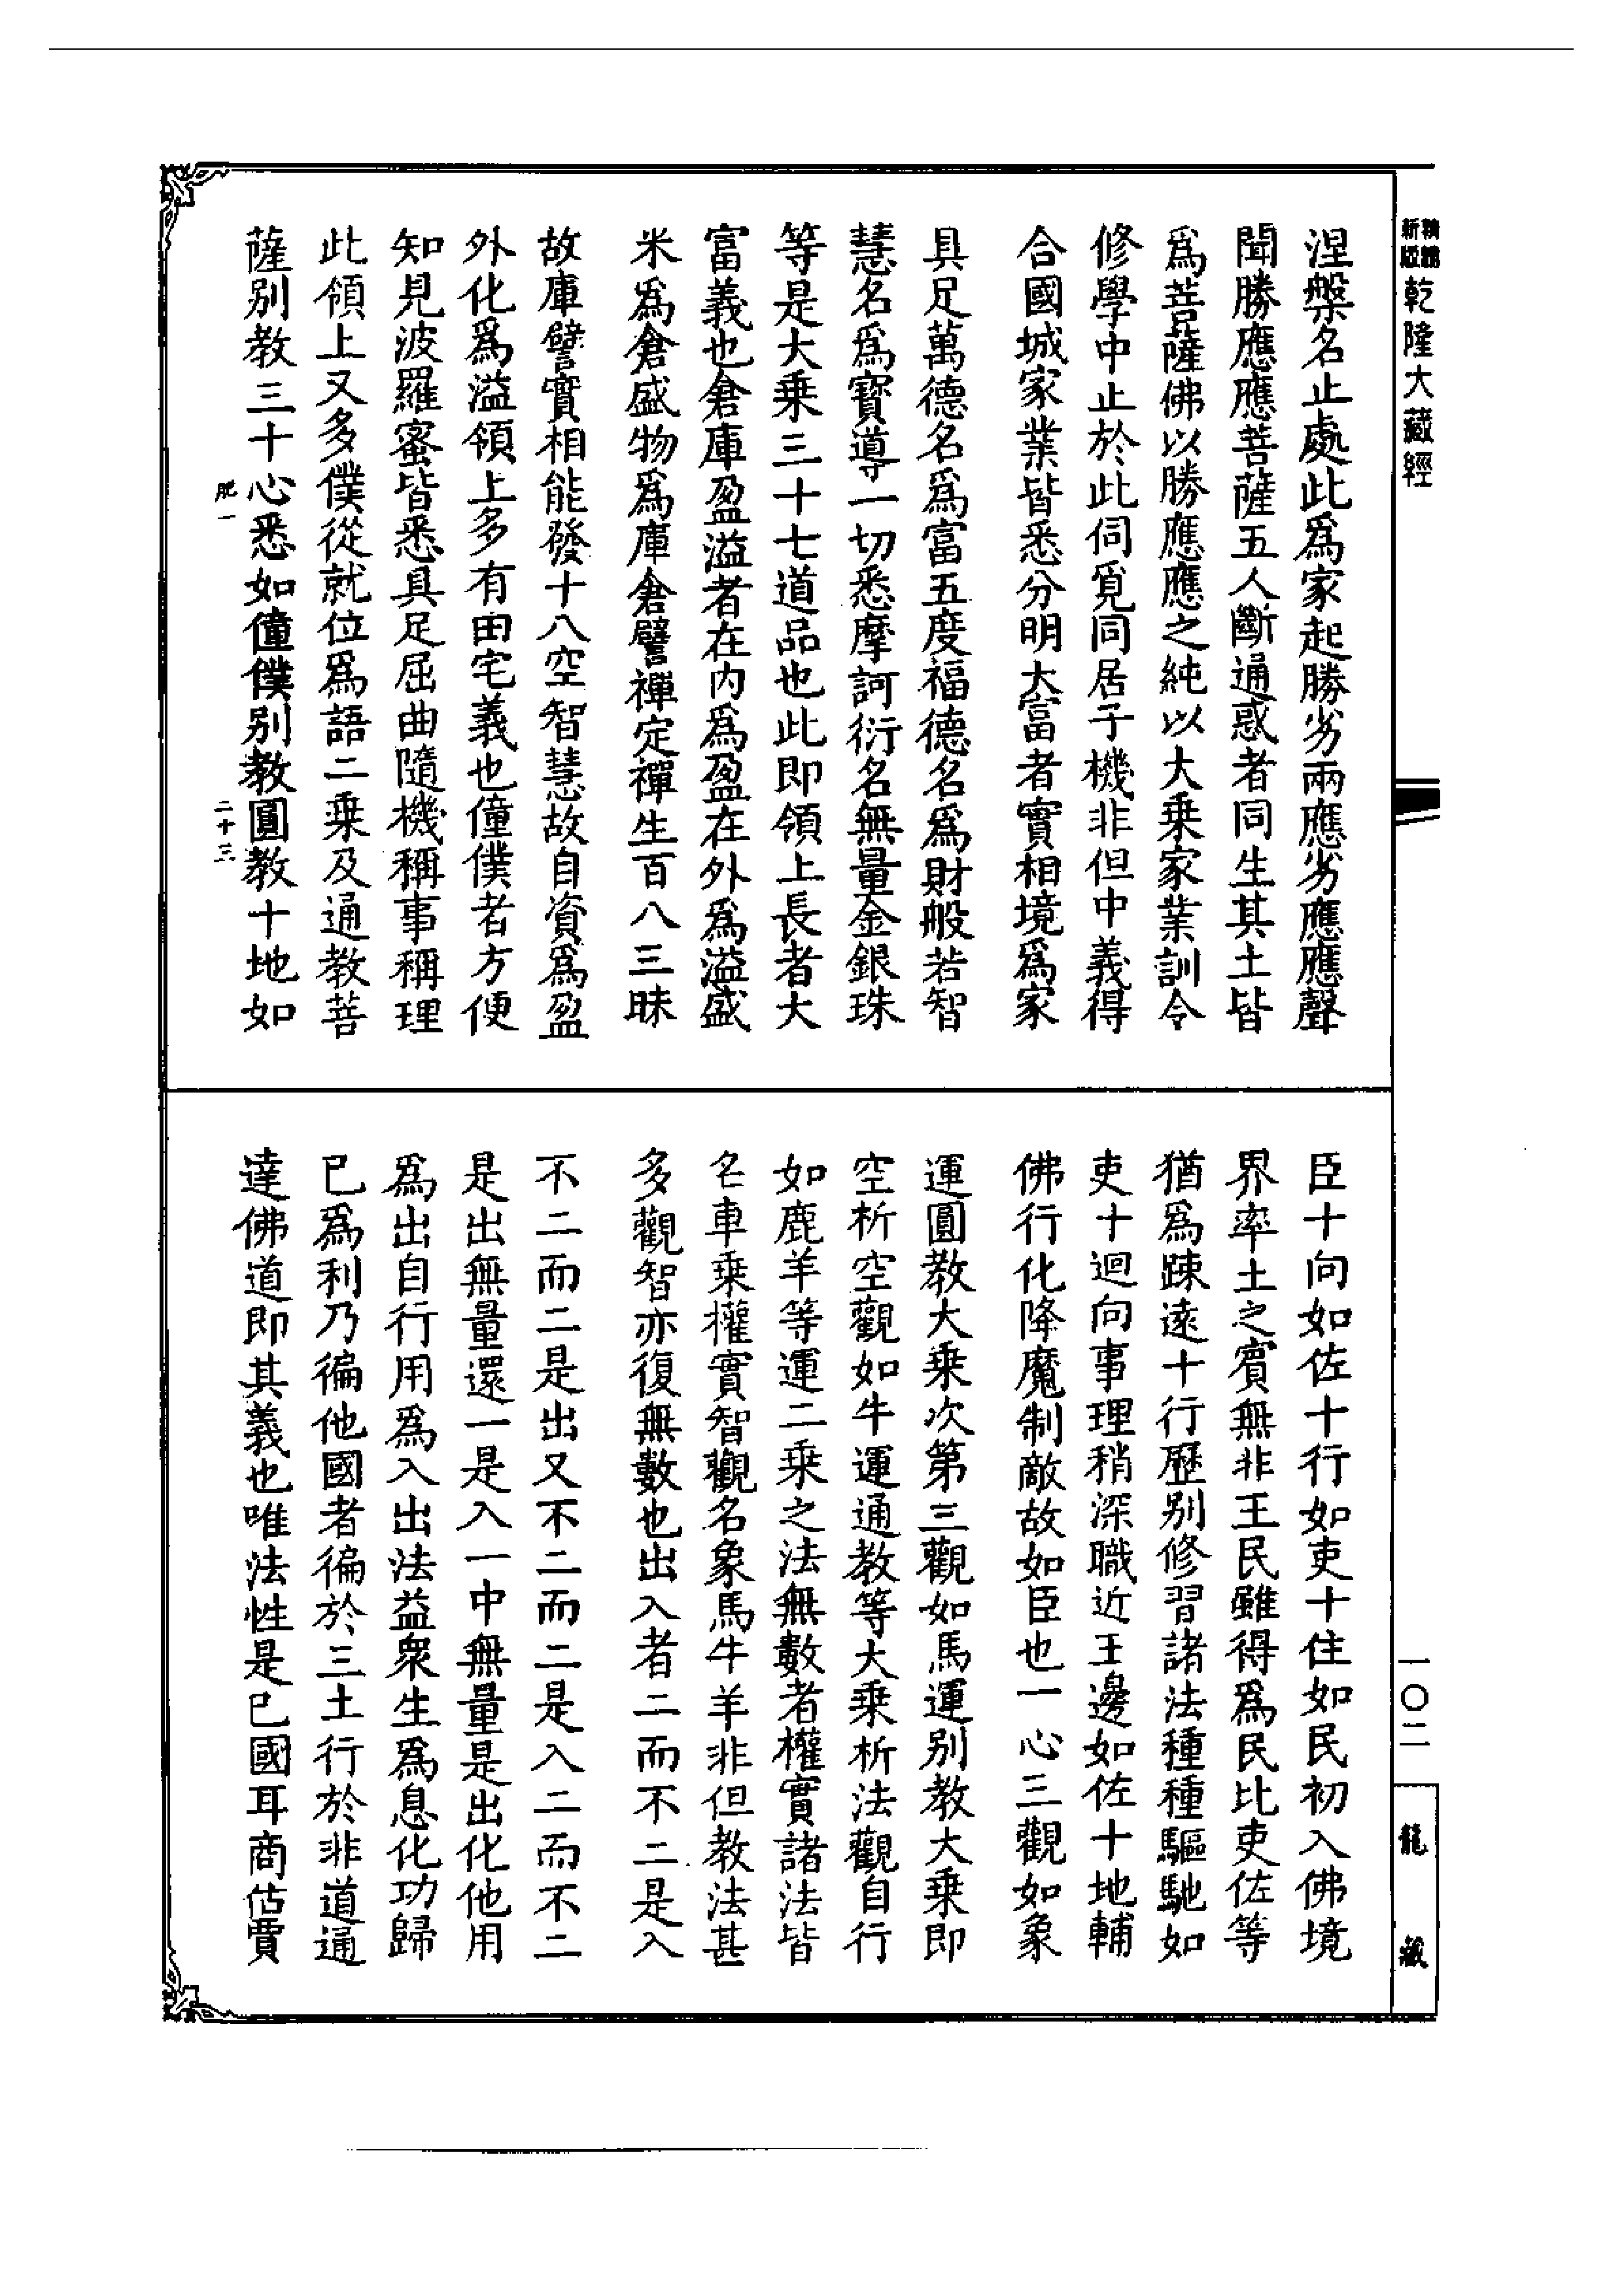 新版
精縮
乾隆大藏經
涅槃名止處此爲家起勝劣兩應劣應應聲
聞勝應應菩薩五人斷通惑者同生其土皆
爲菩薩佛以勝應應之純以大乗家業訓令
修學中止於此伺覓同居子機非但中義得
合國城家業皆悉分明大富者實相境爲家
具足萬德名爲富五度福德名爲財般若智
慧名爲寳導一切悉摩訶衍名無量金銀珠
等是大乗三十七道品也此即領上長者大
富義也倉庫盈溢者在内爲盈在外爲溢盛
米爲倉盛物爲庫倉譬禪定禪生百八三昧
故庫譬實相能發十八空智慧故自資爲盈
外化爲溢領上多有田宅義也僮僕者方便
知見波羅蜜皆悉具足屈曲隨機稱事稱理
此領上又多僕從就位爲語二乗及通教菩
薩別教三十心悉如僮僕別教圓教十地如
肥一
二十三
臣十向如佐十行如吏十住如民初入佛境
界率土之賓無非王民雖得爲民比吏佐等
猶爲踈遠十行歷別修習諸法種種驅馳如
吏十迴向事理稍深職近王邊如佐十地輔
佛行化降魔制敵故如臣也一心三觀如象
運圓教大乗次第三觀如馬運別教大乗即
空析空觀如牛運通教等大乗析法觀自行
如鹿羊等運二乗之法無數者權實諸法皆
名車乗權實智觀名象馬牛羊非但教法甚
多觀智亦復無數也出入者二而不二是入
不二而二是出又不二而二是入二而不二
是出無量還一是入一中無量是出化他用
爲出自行用爲入出法益衆生爲息化功歸
已爲利乃徧他國者徧於三土行於非道通
達佛道即其義也唯法性是已國耳商估賈
一〇二
龍藏